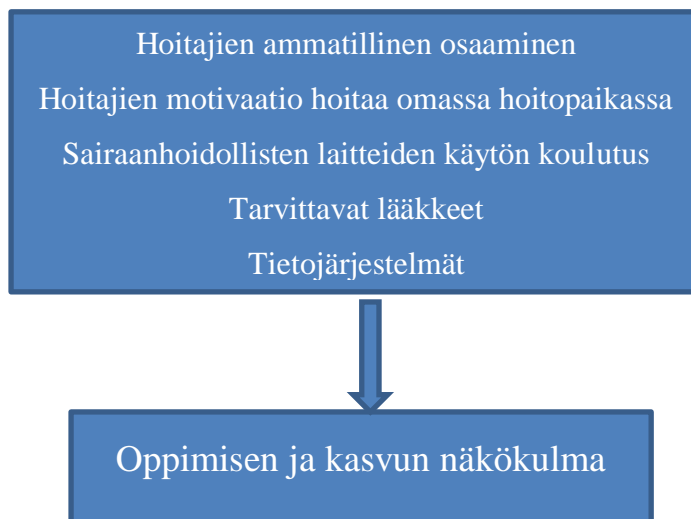 Hoitajien ammatillinen osaaminen
Hoitajien motivaatio hoitaa omassa hoitopaikassa
Sairaanhoidollisten laitteiden käytön koulutus
Tarvittavat lääkkeet
Tietojärjestelmät
Oppimisen ja kasvun näkökulma